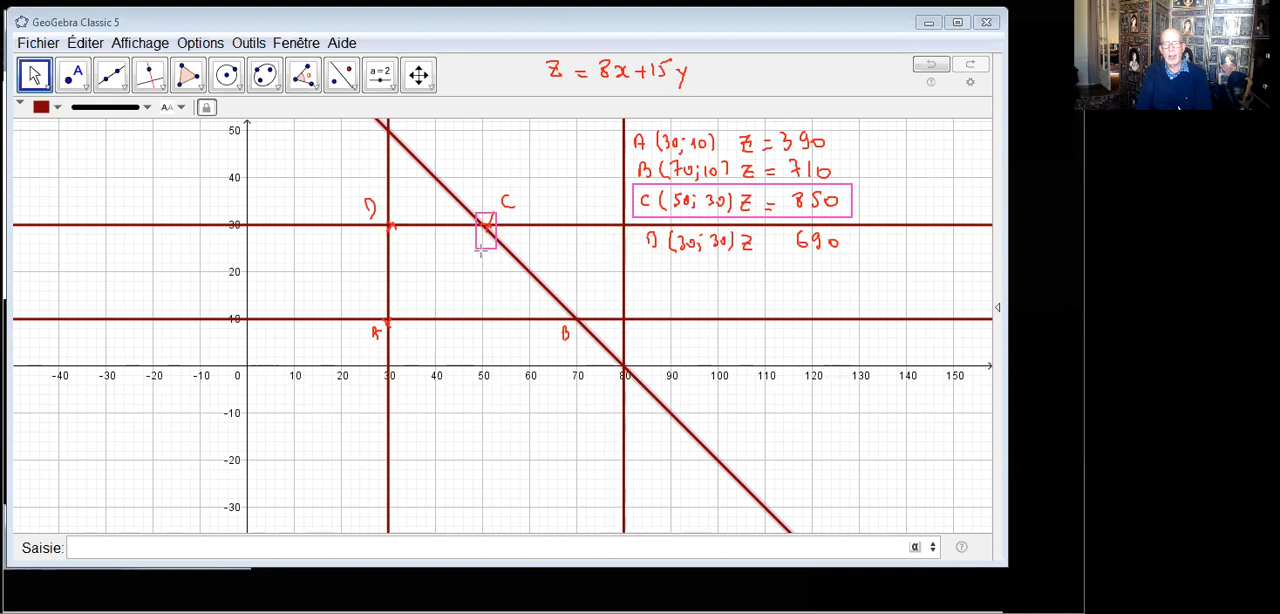 GeoGebra Classic 5
Fichier Éditer Affichage Options Outils Fenêtre Aide
A a=2
Z = 8x+15y
AA
50
40
30
20
10
-10
-20
-30
-40 -30 -20 -10 0 10 20 30 40 50 60 70 80 90 100 110 120 130 140 150
A (30;10) Z = 390
B (70;10) Z = 710
C (50;30) Z = 850
D (30;30) Z 690
D
C
A
B
Saisie:
α